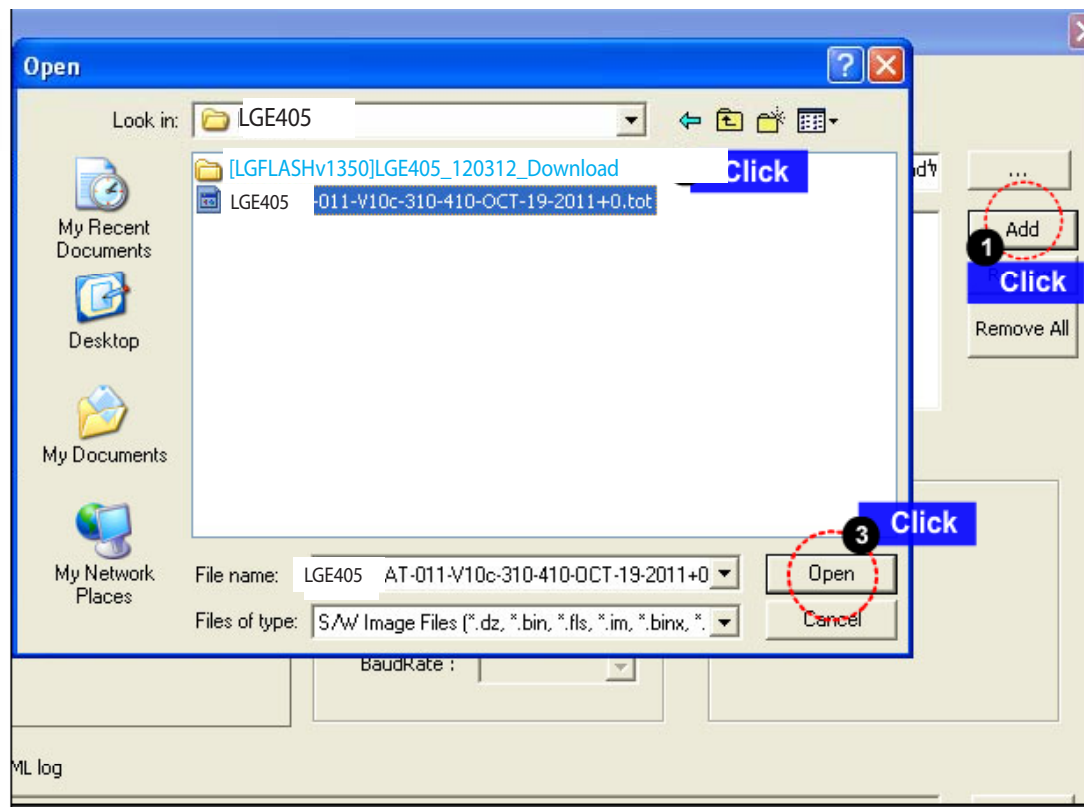 Open
Look in: LGE405
[LGFLASHv1350]LGE405_120312_Download
Click
LGE405 -011-V10c-310-410-OCT-19-2011+0.tot
...
Add
1
Click
Remove All
My Recent
Documents
Desktop
My Documents
My Network
Places
3
Click
File name: LGE405 AT-011-V10c-310-410-OCT-19-2011+0
Open
Files of type: S/W Image Files (*.dz, *.bin, *.fls, *.im, *.binx, *.
Cancel
BaudRate :
ML log